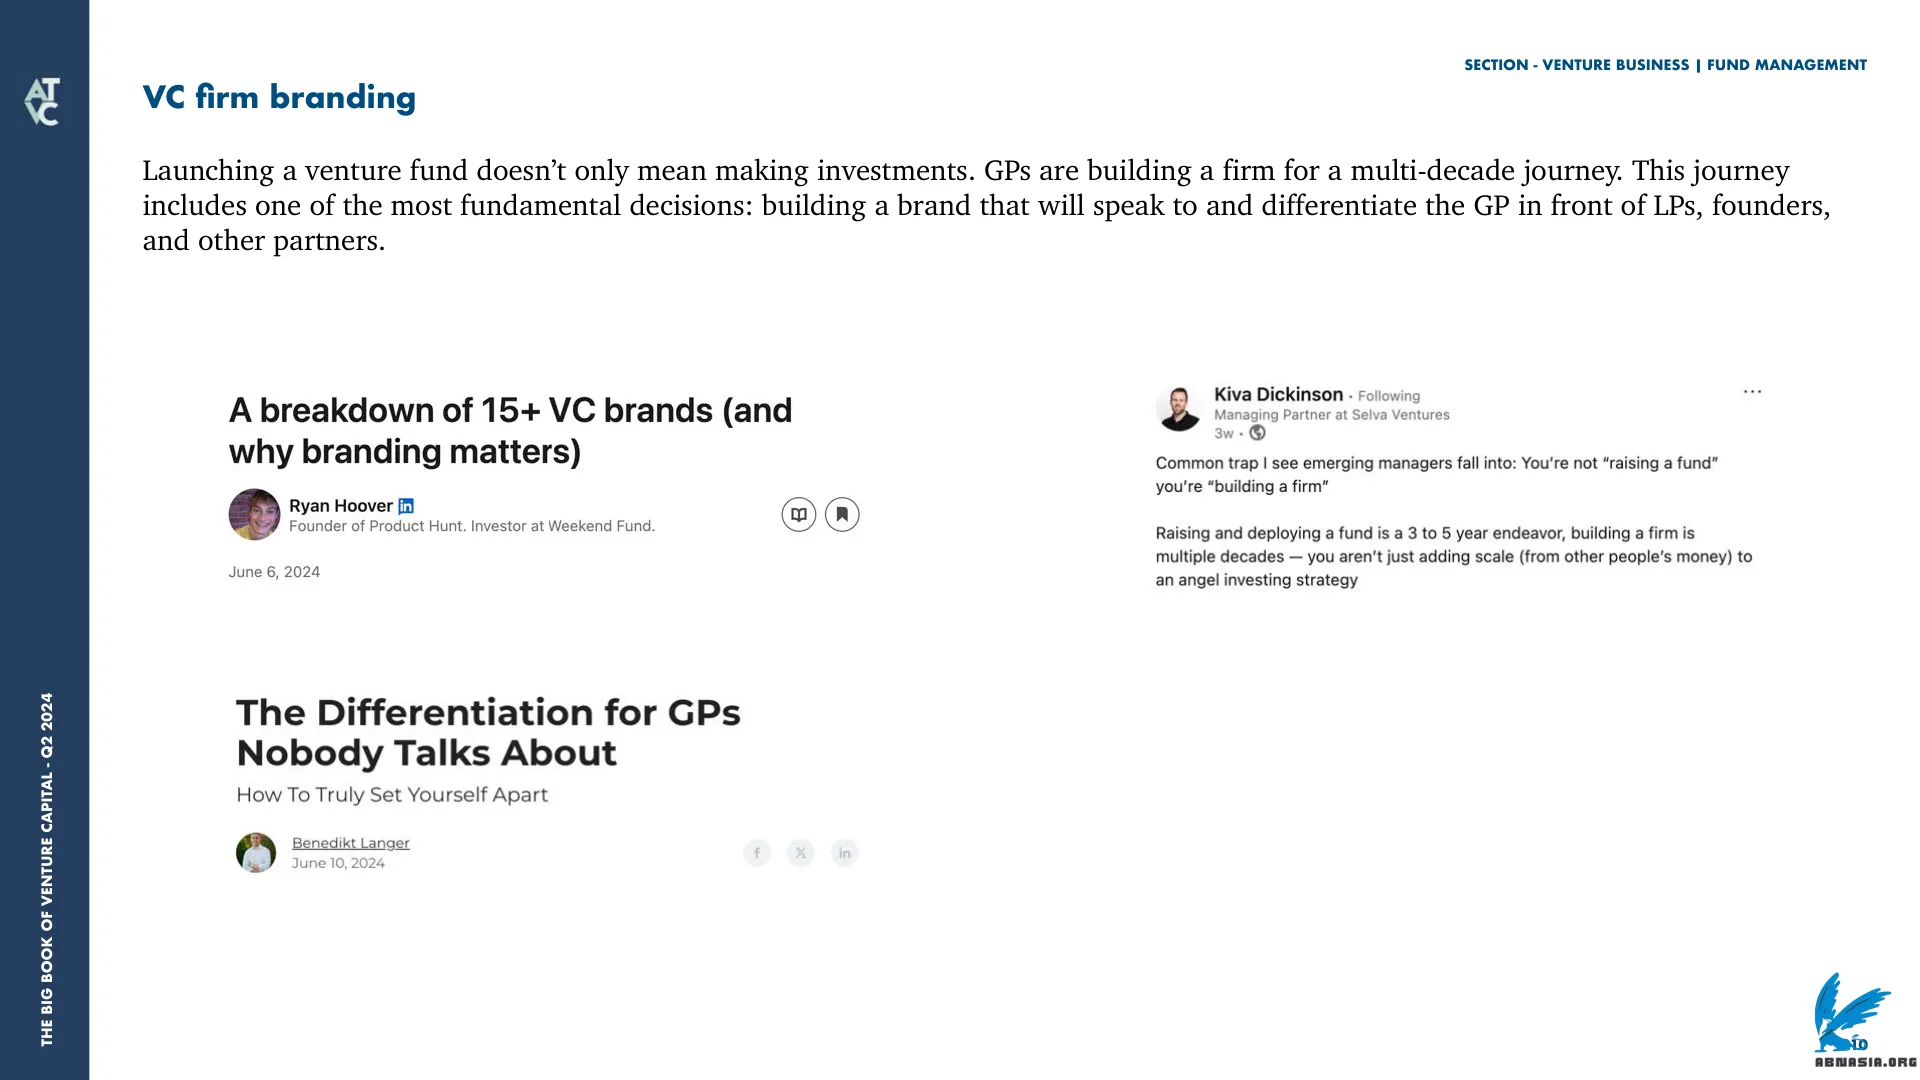 AT
VC
SECTION - VENTURE BUSINESS | FUND MANAGEMENT
VC firm branding
Launching a venture fund doesn’t only mean making investments. GPs are building a firm for a multi-decade journey. This journey
includes one of the most fundamental decisions: building a brand that will speak to and differentiate the GP in front of LPs, founders,
and other partners.
A breakdown of 15+ VC brands (and
why branding matters)
Ryan Hoover in
Founder of Product Hunt. Investor at Weekend Fund.
June 6, 2024
Kiva Dickinson • Following
Managing Partner at Selva Ventures
3w •
Common trap I see emerging managers fall into: You’re not “raising a fund”
you’re “building a firm”
Raising and deploying a fund is a 3 to 5 year endeavor, building a firm is
multiple decades — you aren’t just adding scale (from other people’s money) to
an angel investing strategy
The Differentiation for GPs
Nobody Talks About
How To Truly Set Yourself Apart
Benedikt Langer
June 10, 2024
f X in
THE BIG BOOK OF VENTURE CAPITAL - Q2 2024
10
ABNASIA.ORG